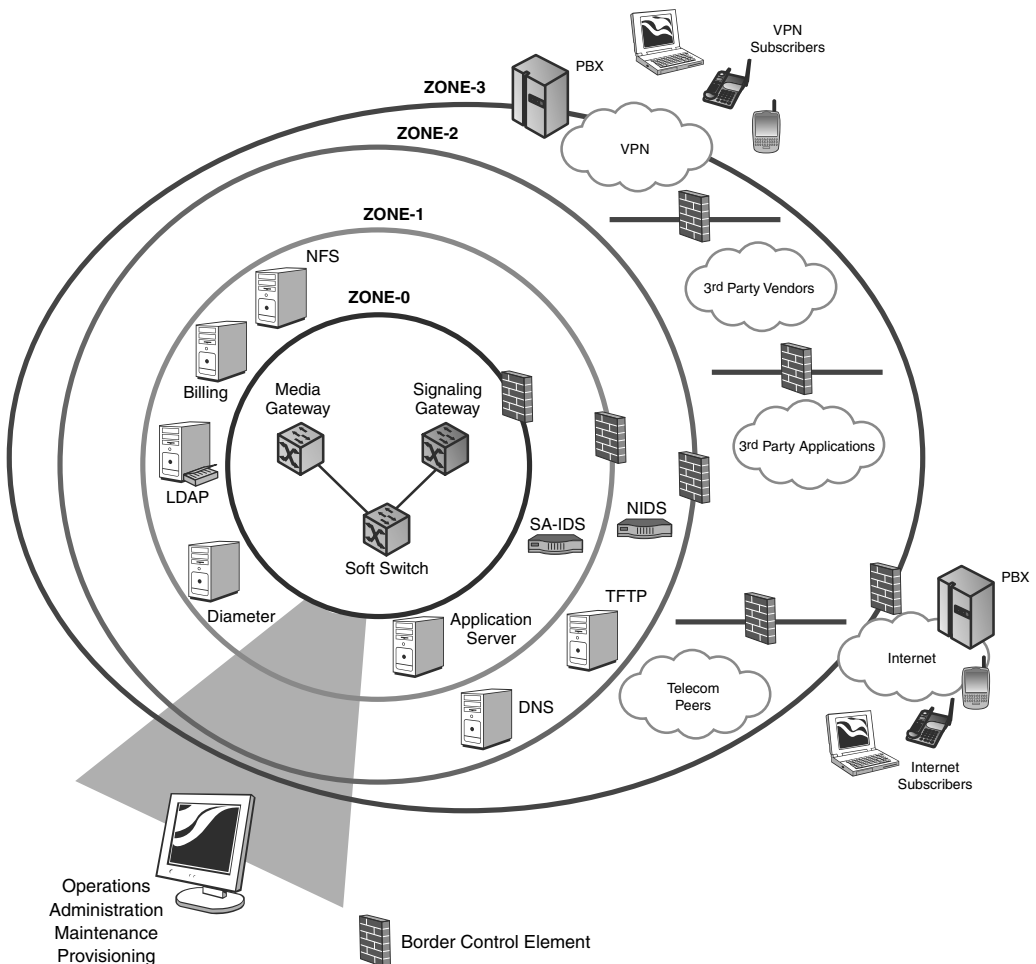 VPN
Subscribers
PBX
ZONE-3
ZONE-2
VPN
ZONE-1
NFS
3rd Party Vendors
ZONE-0
Billing
Media
Gateway
Signaling
Gateway
3rd Party Applications
LDAP
SA-IDS
NIDS
Soft Switch
PBX
Diameter
TFTP
Application
Server
Internet
Telecom
Peers
DNS
Internet
Subscribers
Operations
Administration
Maintenance
Provisioning
Border Control Element